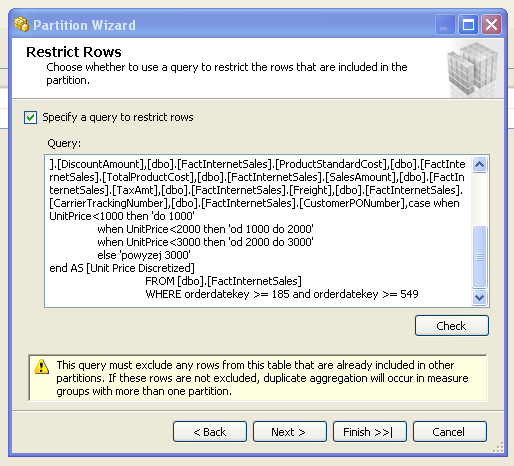 Partition Wizard
Restrict Rows
Choose whether to use a query to restrict the rows that are included in the
partition.
Specify a query to restrict rows
Query:
].[DiscountAmount],[dbo].[FactInternetSales].[ProductStandardCost],[dbo].[FactInte
rnetSales].[TotalProductCost],[dbo].[FactInternetSales].[SalesAmount],[dbo].[FactIn
ternetSales].[TaxAmt],[dbo].[FactInternetSales].[Freight],[dbo].[FactInternetSales].
[CarrierTrackingNumber],[dbo].[FactInternetSales].[CustomerPONumber],case when
UnitPrice<1000 then 'do 1000'
when UnitPrice<2000 then 'od 1000 do 2000'
when UnitPrice<3000 then 'od 2000 do 3000'
else 'powyzej 3000'
end AS [Unit Price Discretized]
FROM [dbo].[FactInternetSales]
WHERE orderdatekey >= 185 and orderdatekey >= 549
Check
This query must exclude any rows from this table that are already included in other
partitions. If these rows are not excluded, duplicate aggregation will occur in measure
groups with more than one partition.
< Back
Next >
Finish >>|
Cancel